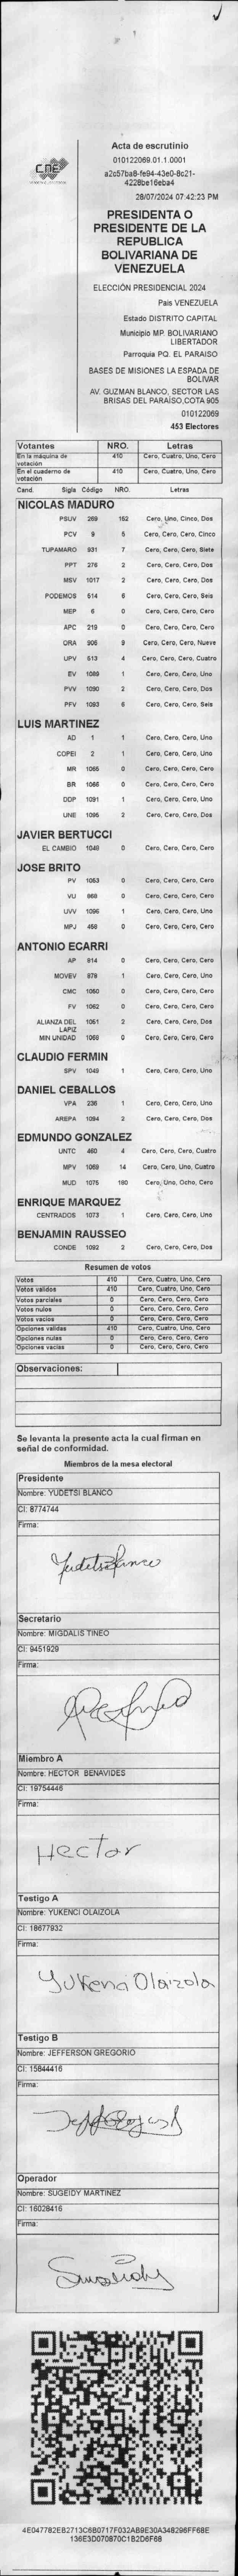 Acta de escrutinio
010122069.01.1.0001
a2c57ba8-fe94-43e0-8c21-
4228be16eba4
CNE
28/07/2024 07:42:23 PM
PRESIDENTA O
PRESIDENTE DE LA
REPUBLICA
BOLIVARIANA DE
VENEZUELA
ELECCIÓN PRESIDENCIAL 2024
Pais VENEZUELA
Estado DISTRITO CAPITAL
Municipio MP. BOLIVARIANO
LIBERTADOR
Parroquia PQ. EL PARAISO
BASES DE MISIONES LA ESPADA DE
BOLIVAR
AV. GUZMAN BLANCO, SECTOR LAS
BRISAS DEL PARAÍSO,COTA 905
010122069
453 Electores
Votantes NRO. Letras
En la máquina de votación 410 Cero, Cuatro, Uno, Cero
En el cuaderno de votación 410 Cero, Cuatro, Uno, Cero
Cand. Sigla Código NRO. Letras
NICOLAS MADURO
PSUV 269 152 Cero, Uno, Cinco, Dos
PCV 9 5 Cero, Cero, Cero, Cinco
TUPAMARO 931 7 Cero, Cero, Cero, Siete
PPT 276 2 Cero, Cero, Cero, Dos
MSV 1017 2 Cero, Cero, Cero, Dos
PODEMOS 514 6 Cero, Cero, Cero, Seis
MEP 6 0 Cero, Cero, Cero, Cero
APC 219 0 Cero, Cero, Cero, Cero
ORA 906 9 Cero, Cero, Cero, Nueve
UPV 513 4 Cero, Cero, Cero, Cuatro
EV 1089 1 Cero, Cero, Cero, Uno
PVV 1090 2 Cero, Cero, Cero, Dos
PFV 1093 6 Cero, Cero, Cero, Seis
LUIS MARTINEZ
AD 1 1 Cero, Cero, Cero, Uno
COPEI 2 1 Cero, Cero, Cero, Uno
MR 1065 0 Cero, Cero, Cero, Cero
BR 1066 0 Cero, Cero, Cero, Cero
DDP 1091 1 Cero, Cero, Cero, Uno
UNE 1095 2 Cero, Cero, Cero, Dos
JAVIER BERTUCCI
EL CAMBIO 1048 0 Cero, Cero, Cero, Cero
JOSE BRITO
PV 1053 0 Cero, Cero, Cero, Cero
VU 869 0 Cero, Cero, Cero, Cero
UVV 1096 1 Cero, Cero, Cero, Uno
MPJ 458 0 Cero, Cero, Cero, Cero
ANTONIO ECARRI
AP 914 0 Cero, Cero, Cero, Cero
MOVEV 878 1 Cero, Cero, Cero, Uno
CMC 1050 0 Cero, Cero, Cero, Cero
FV 1062 0 Cero, Cero, Cero, Cero
ALIANZA DEL LAPIZ 1051 2 Cero, Cero, Cero, Dos
MIN UNIDAD 1068 0 Cero, Cero, Cero, Cero
CLAUDIO FERMIN
SPV 1049 1 Cero, Cero, Cero, Uno
DANIEL CEBALLOS
VPA 236 1 Cero, Cero, Cero, Uno
AREPA 1094 2 Cero, Cero, Cero, Dos
EDMUNDO GONZALEZ
UNTC 460 4 Cero, Cero, Cero, Cuatro
MPV 1069 14 Cero, Cero, Uno, Cuatro
MUD 1075 180 Cero, Uno, Ocho, Cero
ENRIQUE MARQUEZ
CENTRADOS 1073 1 Cero, Cero, Cero, Uno
BENJAMIN RAUSSEO
CONDE 1092 2 Cero, Cero, Cero, Dos
Resumen de votos
Votos 410 Cero, Cuatro, Uno, Cero
Votos válidos 410 Cero, Cuatro, Uno, Cero
Votos parciales 0 Cero, Cero, Cero, Cero
Votos nulos 0 Cero, Cero, Cero, Cero
Votos vacíos 0 Cero, Cero, Cero, Cero
Opciones validas 410 Cero, Cuatro, Uno, Cero
Opciones nulas 0 Cero, Cero, Cero, Cero
Opciones vacias 0 Cero, Cero, Cero, Cero
Observaciones:
Se levanta la presente acta la cual firman en
señal de conformidad.
Miembros de la mesa electoral
Presidente
Nombre: YUDETSI BLANCO
CI: 8774744
Firma:
Secretario
Nombre: MIGDALIS TINEO
CI: 9451929
Firma:
Miembro A
Nombre: HECTOR BENAVIDES
CI: 19754446
Firma:
Hector
Testigo A
Nombre: YUKENCI OLAIZOLA
CI: 18677932
Firma:
Yukenci Olaizola
Testigo B
Nombre: JEFFERSON GREGORIO
CI: 15844416
Firma:
Operador
Nombre: SUGEIDY MARTINEZ
CI: 16028416
Firma:
4E047782EB2713C6B0717F032AB9E30A348296FF68E
136E3D070870C1B2D6F68